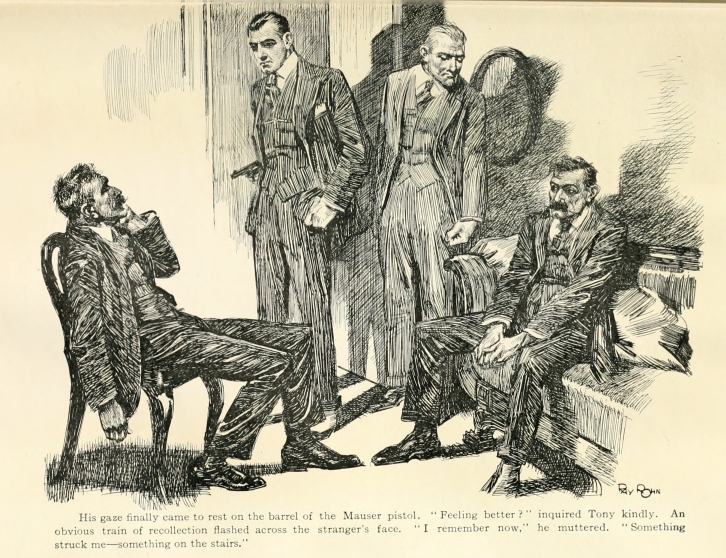 RAY ROHN
His gaze finally came to rest on the barrel of the Mauser pistol. "Feeling better?" inquired Tony kindly. An
obvious train of recollection flashed across the stranger's face. "I remember now," he muttered. "Something
struck me—something on the stairs."